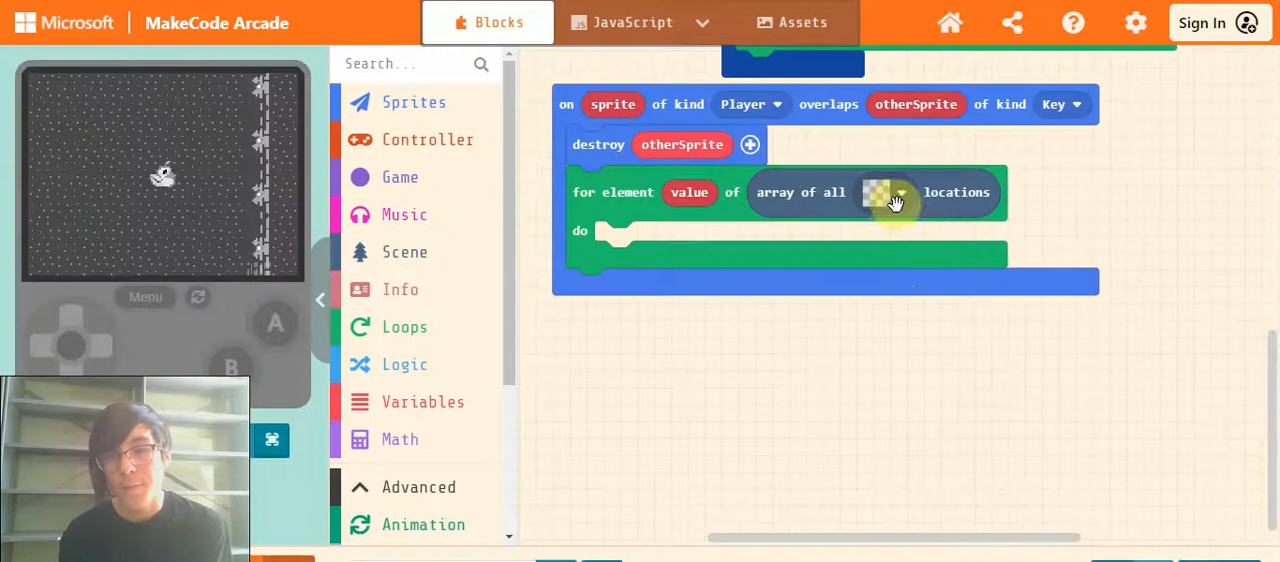 Microsoft
MakeCode Arcade
Blocks
JavaScript
Assets
Sign In
Search...
Sprites
Controller
Game
Music
Scene
Info
Loops
Logic
Variables
Math
Advanced
Animation
Menu
A
B
on sprite of kind Player overlaps otherSprite of kind Key
destroy otherSprite
for element value of array of all locations
do